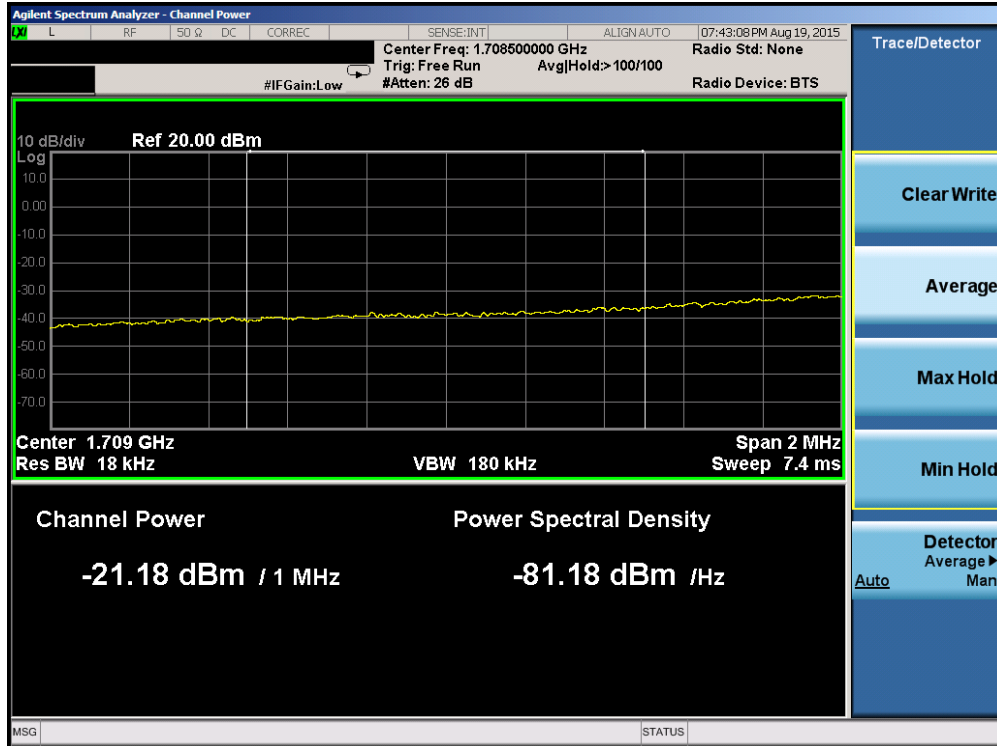 Agilent Spectrum Analyzer - Channel Power
LXI L RF 50 Ω DC CORREC SENSE:INT ALIGN AUTO 07:43:08 PM Aug 19, 2015
Center Freq: 1.708500000 GHz Radio Std: None
Trig: Free Run Avg|Hold:>100/100
#IFGain:Low #Atten: 26 dB Radio Device: BTS
Trace/Detector
10 dB/div Ref 20.00 dBm
Log
10.0
0.00
-10.0
-20.0
-30.0
-40.0
-50.0
-60.0
-70.0
Center 1.709 GHz Span 2 MHz
Res BW 18 kHz VBW 180 kHz Sweep 7.4 ms
Channel Power Power Spectral Density
-21.18 dBm / 1 MHz -81.18 dBm /Hz
Clear Write
Average
Max Hold
Min Hold
Detector
Average▶
Auto Man
MSG STATUS